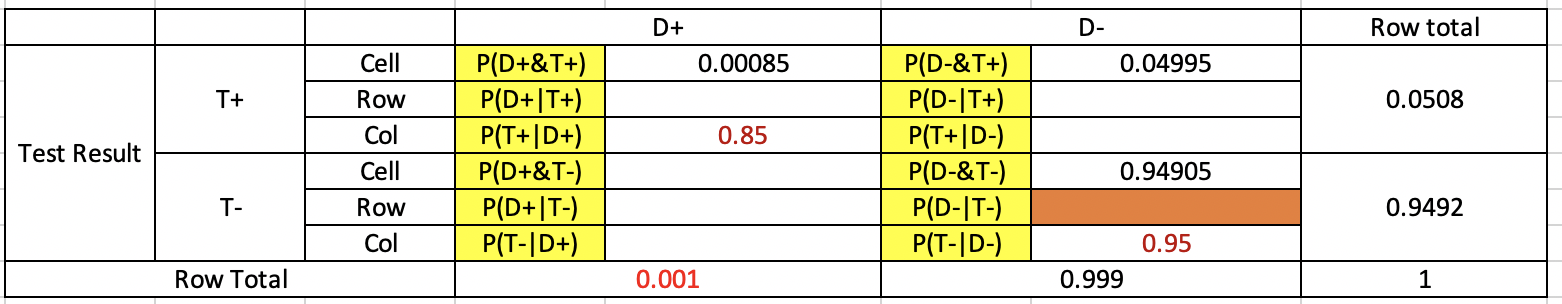 D+ D- Row total
Cell P(D+&T+) 0.00085 P(D-&T+) 0.04995
T+ Row P(D+|T+) P(D-|T+) 0.0508
Col P(T+|D+) 0.85 P(T+|D-)
Test Result
Cell P(D+&T-) P(D-&T-) 0.94905
T- Row P(D+|T-) P(D-|T-) 0.9492
Col P(T-|D+) P(T-|D-) 0.95
Row Total 0.001 0.999 1